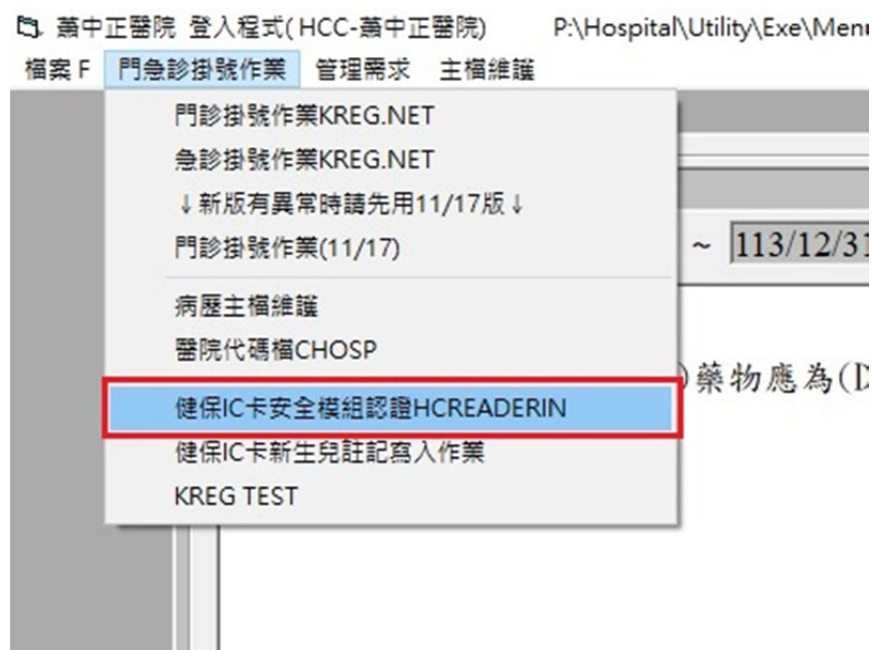 蕭中正醫院 登入程式(HCC-蕭中正醫院) P:\Hospital\Utility\Exe\Men
檔案 F 門急診掛號作業 管理需求 主檔維護
門診掛號作業KREG.NET
急診掛號作業KREG.NET
↓新版有異常時請先用11/17版↓
門診掛號作業(11/17)
~ 113/12/31
病歷主檔維護
醫院代碼檔CHOSP
)藥物應為(D
健保IC卡安全模組認證HCREADERIN
健保IC卡新生兒註記寫入作業
KREG TEST